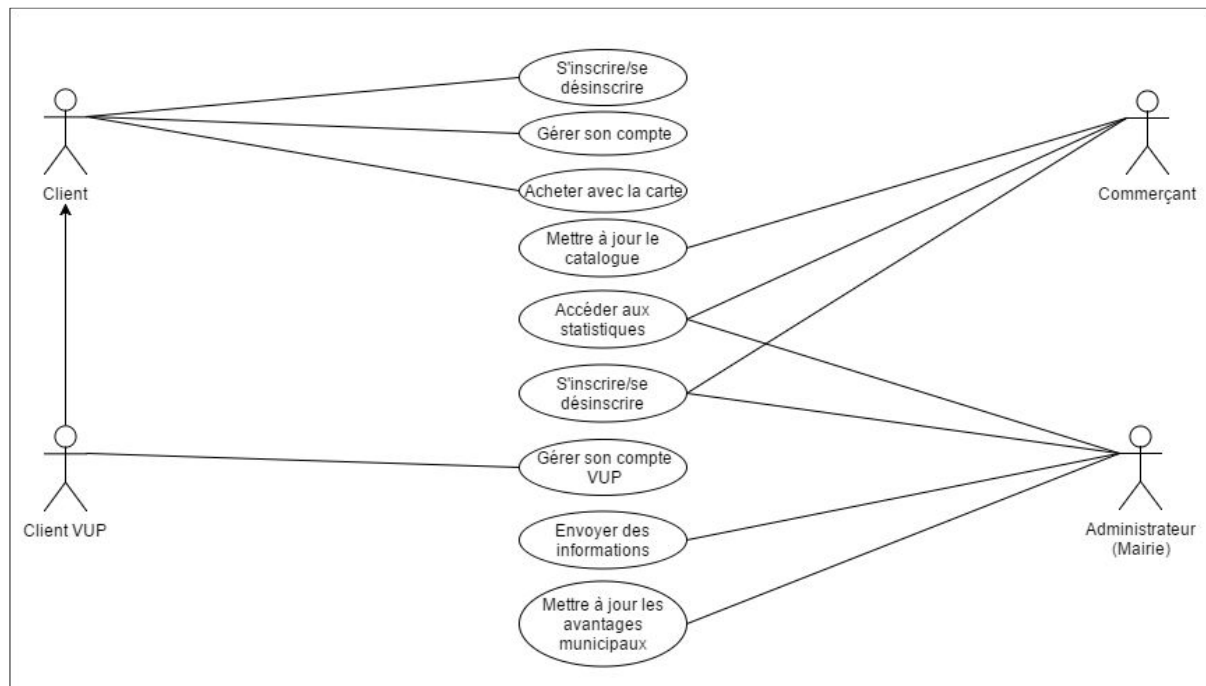 S'inscrire/se
désinscrire
Gérer son compte
Client
Acheter avec la carte
Commerçant
Mettre à jour le
catalogue
Accéder aux
statistiques
S'inscrire/se
désinscrire
Gérer son compte
VUP
Client VUP
Envoyer des
informations
Administrateur
(Mairie)
Mettre à jour les
avantages
municipaux